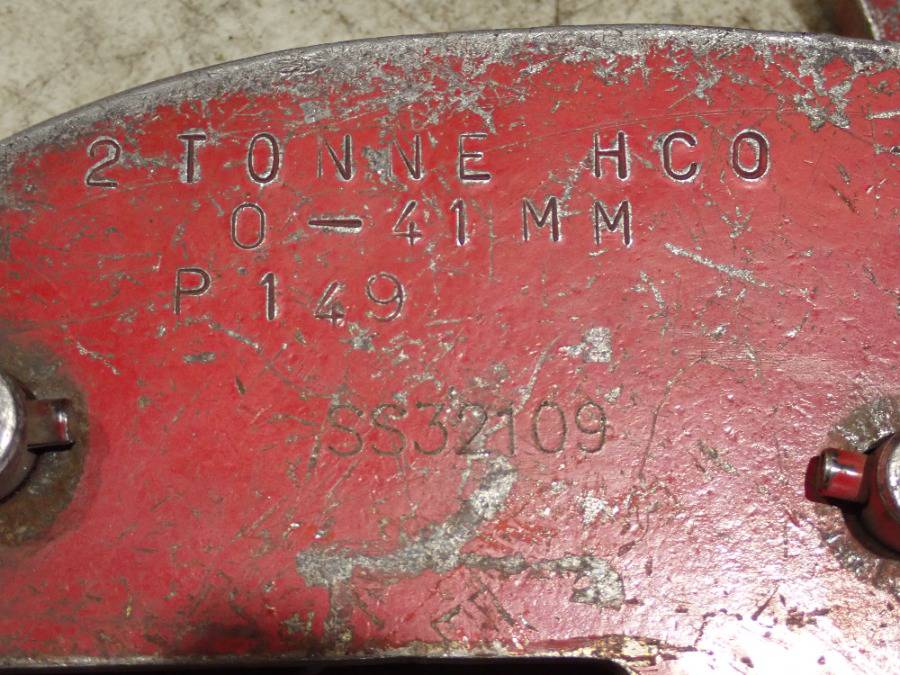 2 TONNE HCO
0 - 41 MM
P 149
SS32109